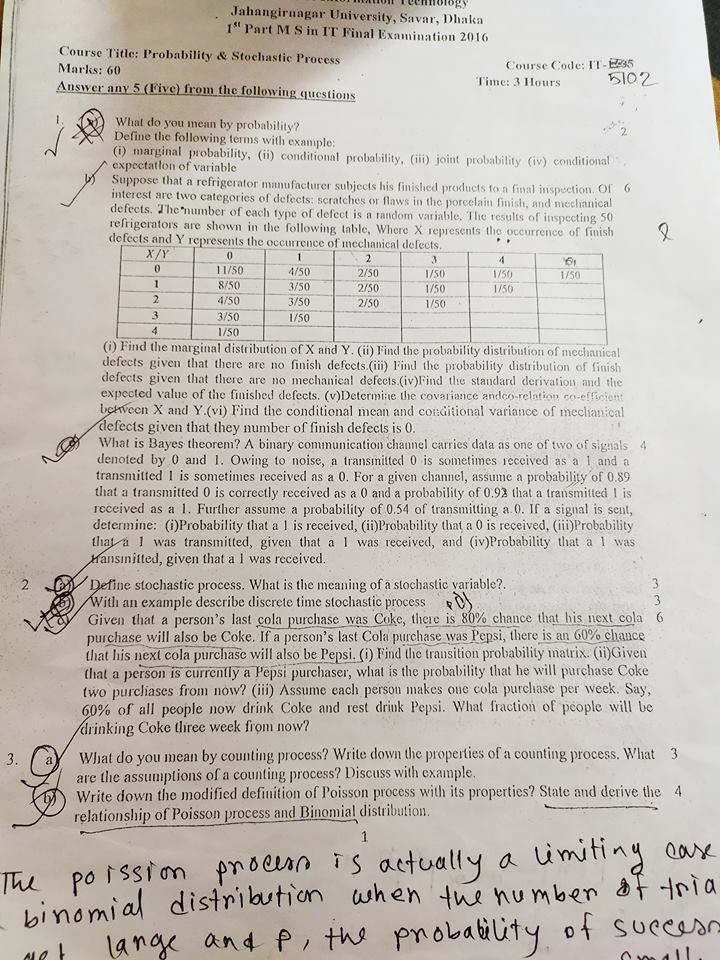 Jahangirnagar University, Savar, Dhaka
1st Part M S in IT Final Examination 2016
Course Title: Probability & Stochastic Process
Course Code: IT-
5102
Marks: 60
Time: 3 Hours
Answer any 5 (Five) from the following questions
1. a) What do you mean by probability?
Define the following terms with example: 2
(i) marginal probability, (ii) conditional probability, (iii) joint probability (iv) conditional
expectation of variable
b) Suppose that a refrigerator manufacturer subjects his finished products to a final inspection. Of 6
interest are two categories of defects: scratches or flaws in the porcelain finish, and mechanical
defects. The number of each type of defect is a random variable. The results of inspecting 50
refrigerators are shown in the following table, Where X represents the occurrence of finish
defects and Y represents the occurrence of mechanical defects.
X/Y 0 1 2 3 4
0 11/50 4/50 2/50 1/50 1/50 1/50
1 8/50 3/50 2/50 1/50 1/50
2 4/50 3/50 2/50 1/50
3 3/50 1/50
4 1/50
(i) Find the marginal distribution of X and Y. (ii) Find the probability distribution of mechanical
defects given that there are no finish defects.(iii) Find the probability distribution of finish
defects given that there are no mechanical defects.(iv)Find the standard derivation and the
expected value of the finished defects. (v)Determine the covariance andco-relation co-efficient
between X and Y.(vi) Find the conditional mean and conditional variance of mechanical
defects given that they number of finish defects is 0.
What is Bayes theorem? A binary communication channel carries data as one of two of signals 4
denoted by 0 and 1. Owing to noise, a transmitted 0 is sometimes received as a 1 and a
transmitted 1 is sometimes received as a 0. For a given channel, assume a probability of 0.89
that a transmitted 0 is correctly received as a 0 and a probability of 0.92 that a transmitted 1 is
received as a 1. Further assume a probability of 0.54 of transmitting a 0. If a signal is sent,
determine: (i)Probability that a 1 is received, (ii)Probability that a 0 is received, (iii)Probability
that a 1 was transmitted, given that a 1 was received, and (iv)Probability that a 1 was
transmitted, given that a 1 was received.
2 a) Define stochastic process. What is the meaning of a stochastic variable?. 3
With an example describe discrete time stochastic process 3
Given that a person's last cola purchase was Coke, there is 80% chance that his next cola 6
purchase will also be Coke. If a person's last Cola purchase was Pepsi, there is an 60% chance
that his next cola purchase will also be Pepsi. (i) Find the transition probability matrix. (ii)Given
that a person is currently a Pepsi purchaser, what is the probability that he will purchase Coke
two purchases from now? (iii) Assume each person makes one cola purchase per week. Say,
60% of all people now drink Coke and rest drink Pepsi. What fraction of people will be
drinking Coke three week from now?
3. a) What do you mean by counting process? Write down the properties of a counting process. What 3
are the assumptions of a counting process? Discuss with example.
b) Write down the modified definition of Poisson process with its properties? State and derive the 4
relationship of Poisson process and Binomial distribution.
1
The poission process is actually a limiting case
binomial distribution when the number of tria
get large and p, the probability of success
small